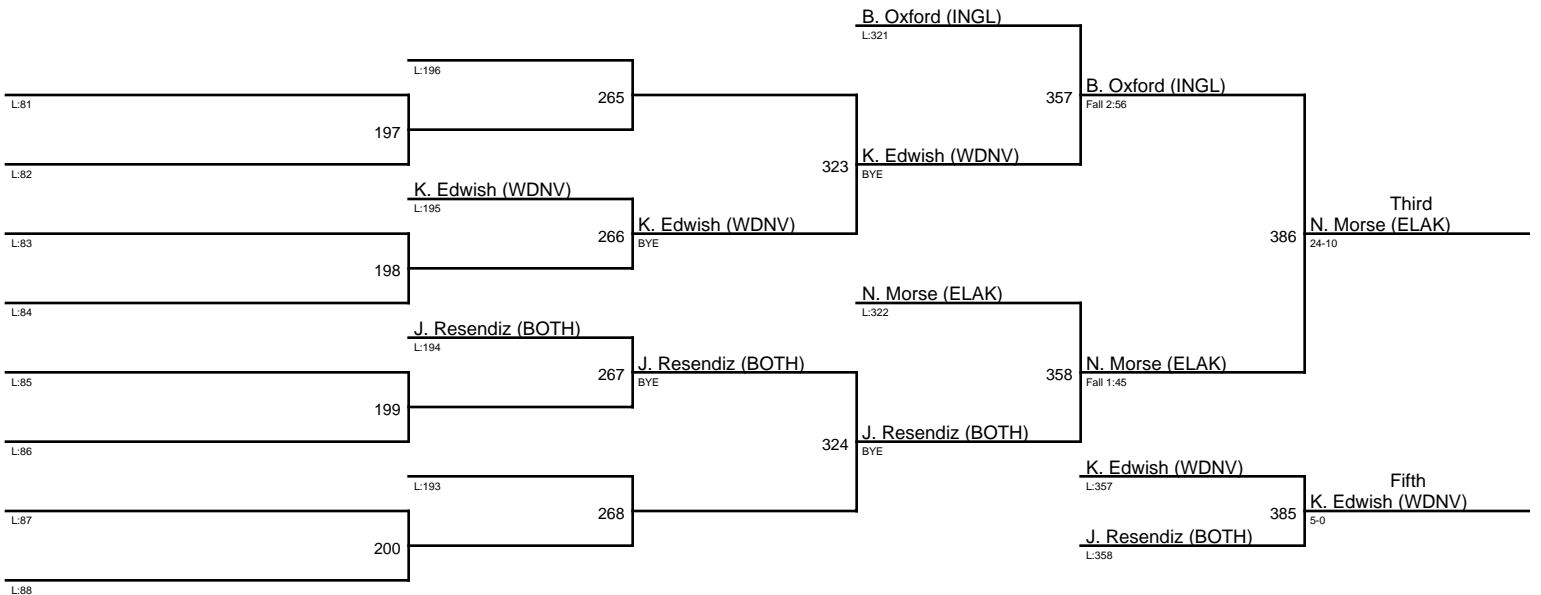 B. Oxford (INGL)
L:321
L:196
L:81
265
357
B. Oxford (INGL)
Fall 2:56
197
L:82
323
K. Edwish (WDNV)
BYE
K. Edwish (WDNV)
L:195
Third
L:83
266
K. Edwish (WDNV)
BYE
386
N. Morse (ELAK)
24-10
198
L:84
N. Morse (ELAK)
L:322
J. Resendiz (BOTH)
L:194
L:85
267
J. Resendiz (BOTH)
BYE
358
N. Morse (ELAK)
Fall 1:45
199
L:86
324
J. Resendiz (BOTH)
BYE
L:193
K. Edwish (WDNV)
L:357
Fifth
L:87
268
385
K. Edwish (WDNV)
5-0
200
J. Resendiz (BOTH)
L:358
L:88